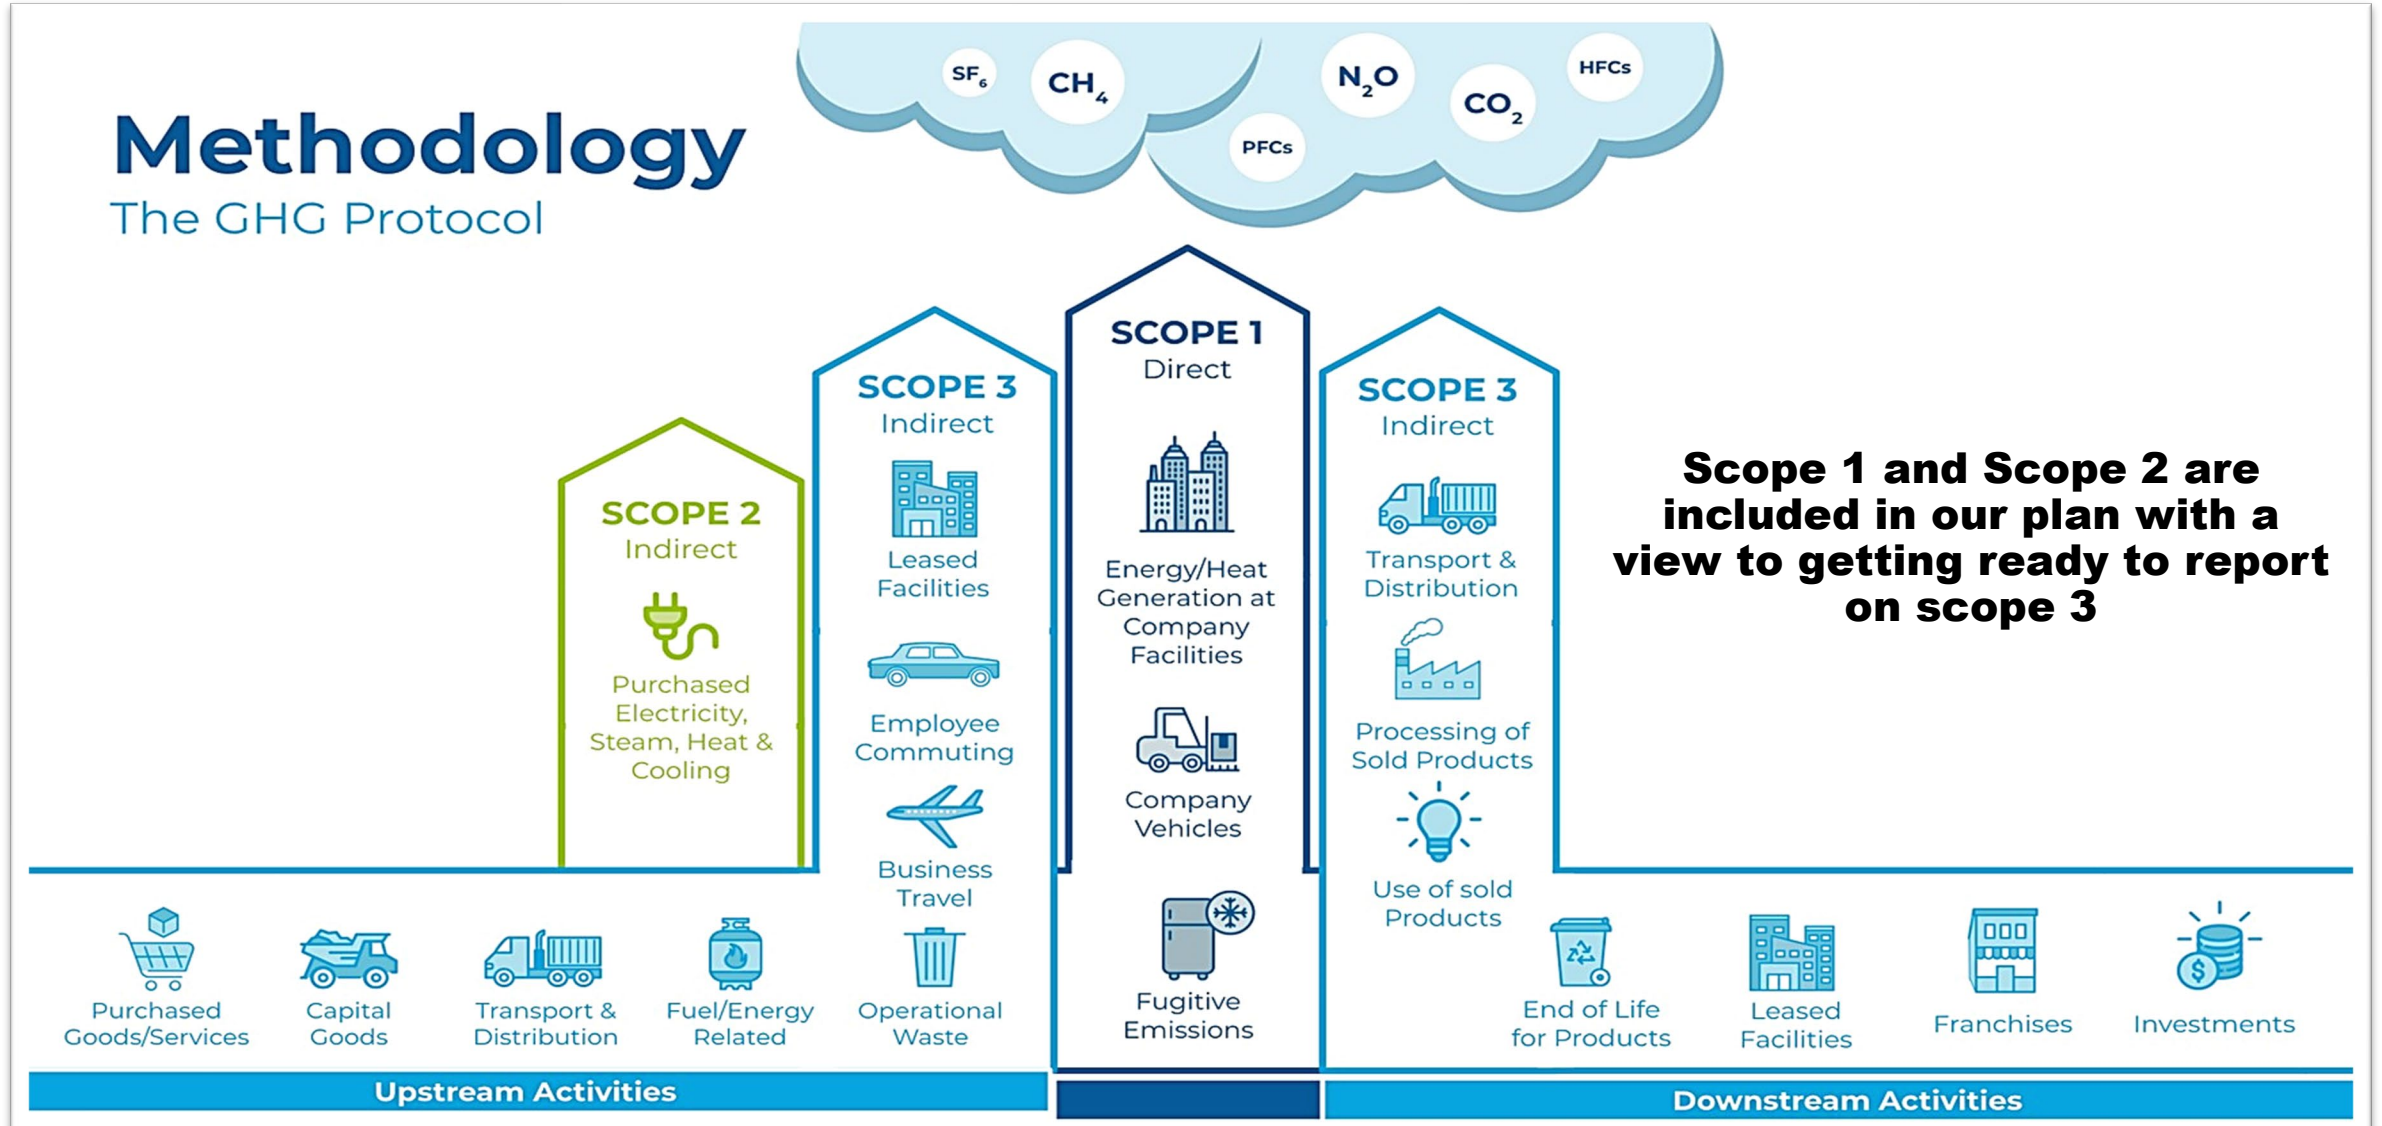 Methodology
The GHG Protocol
SF₆
CH₄
PFCs
N₂O
CO₂
HFCs
SCOPE 2
Indirect
Purchased
Electricity,
Steam, Heat &
Cooling
SCOPE 3
Indirect
Leased
Facilities
Employee
Commuting
Business
Travel
SCOPE 1
Direct
Energy/Heat
Generation at
Company
Facilities
Company
Vehicles
Fugitive
Emissions
SCOPE 3
Indirect
Transport &
Distribution
Processing of
Sold Products
Use of sold
Products
Scope 1 and Scope 2 are
included in our plan with a
view to getting ready to report
on scope 3
Purchased
Goods/Services
Capital
Goods
Transport &
Distribution
Fuel/Energy
Related
Operational
Waste
End of Life
for Products
Leased
Facilities
Franchises
Investments
Upstream Activities
Downstream Activities